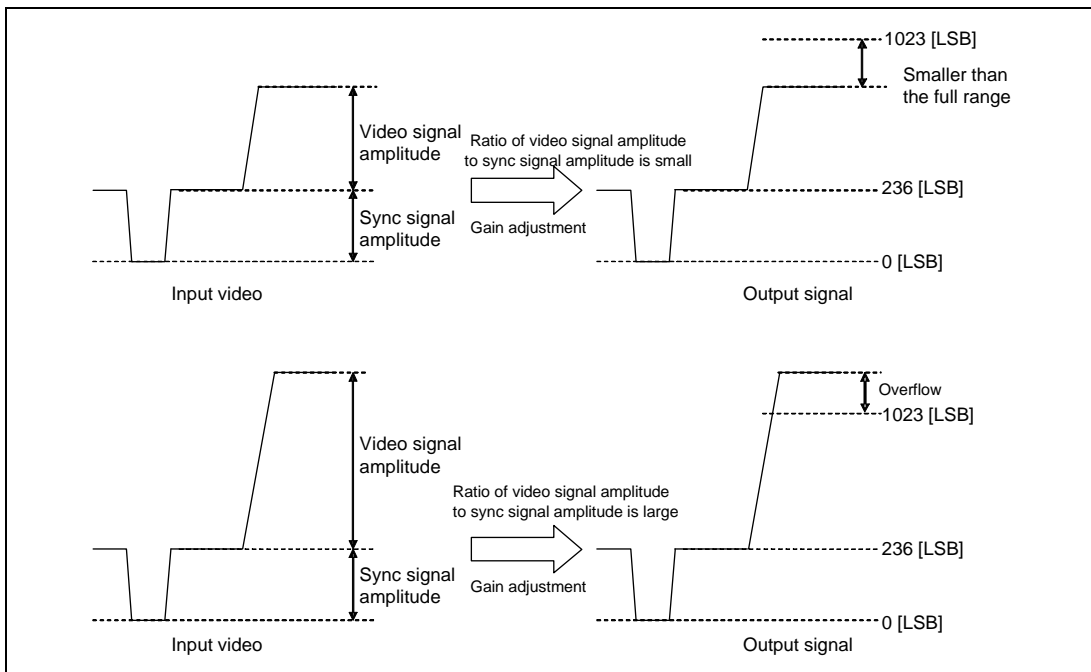 1023 [LSB]
Smaller than
the full range
Video signal
amplitude
Ratio of video signal amplitude
to sync signal amplitude is small
236 [LSB]
Sync signal
amplitude
Gain adjustment
0 [LSB]
Input video
Output signal
Overflow
1023 [LSB]
Video signal
amplitude
Ratio of video signal amplitude
to sync signal amplitude is large
236 [LSB]
Sync signal
amplitude
Gain adjustment
0 [LSB]
Input video
Output signal